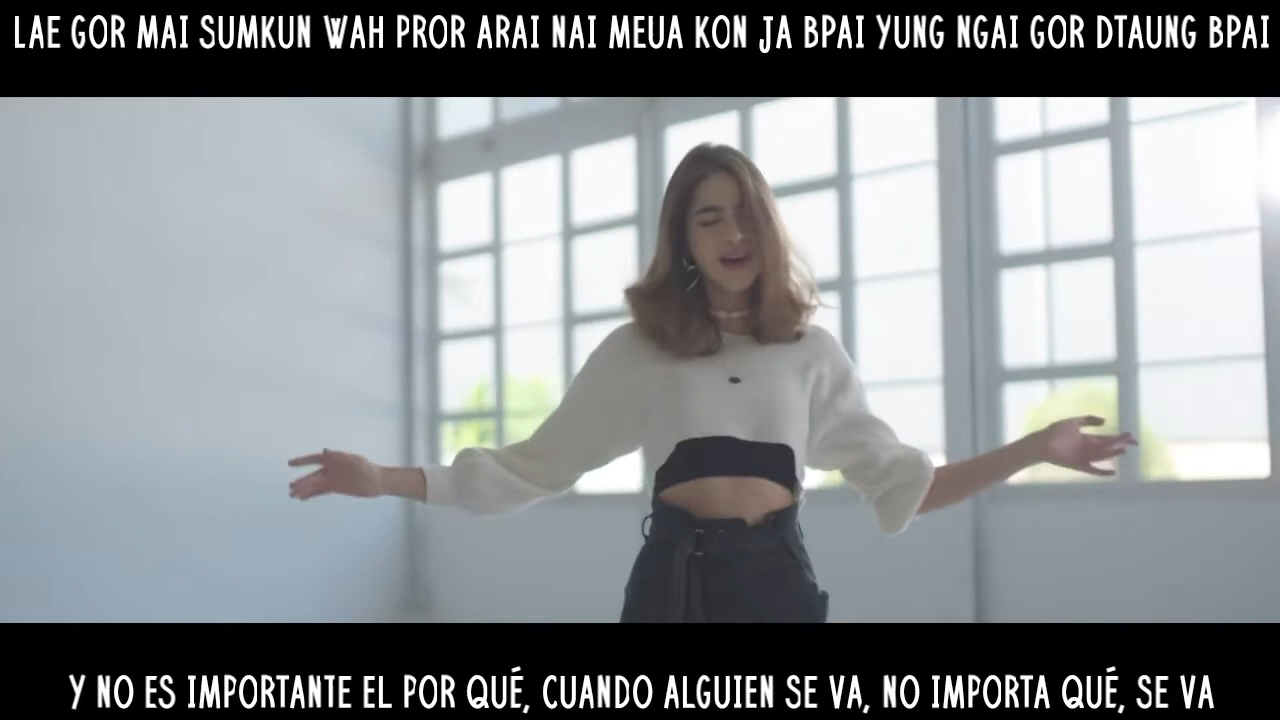 LAE GOR MAI SUMKUN WAH PROR ARAI NAI MEUA KON JA BPAI YUNG NGAI GOR DTAUNG BPAI
Y NO ES IMPORTANTE EL POR QUÉ, CUANDO ALGUIEN SE VA, NO IMPORTA QUÉ, SE VA